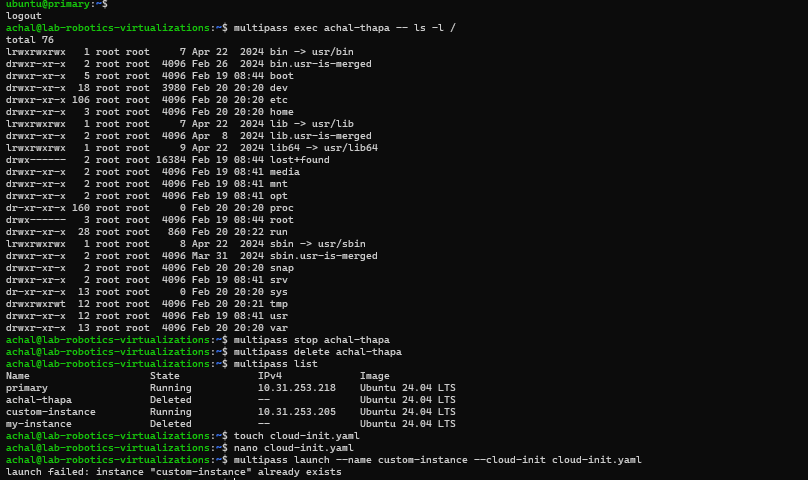 ubuntu@primary:~$
logout
achal@lab-robotics-virtualizations:~$ multipass exec achal-thapa -- ls -l /
total 76
lrwxrwxrwx   1 root root     7 Apr 22  2024 bin -> usr/bin
drwxr-xr-x   2 root root  4096 Feb 26  2024 bin.usr-is-merged
drwxr-xr-x   5 root root  4096 Feb 19 08:44 boot
drwxr-xr-x  18 root root  3980 Feb 20 20:20 dev
drwxr-xr-x 106 root root  4096 Feb 20 20:20 etc
drwxr-xr-x   3 root root  4096 Feb 20 20:20 home
lrwxrwxrwx   1 root root     7 Apr 22  2024 lib -> usr/lib
drwxr-xr-x   2 root root  4096 Apr  8  2024 lib.usr-is-merged
lrwxrwxrwx   1 root root     9 Apr 22  2024 lib64 -> usr/lib64
drwx------   2 root root 16384 Feb 19 08:44 lost+found
drwxr-xr-x   2 root root  4096 Feb 19 08:41 media
drwxr-xr-x   2 root root  4096 Feb 19 08:41 mnt
drwxr-xr-x   2 root root  4096 Feb 19 08:41 opt
dr-xr-xr-x 160 root root     0 Feb 20 20:20 proc
drwx------   3 root root  4096 Feb 19 08:44 root
drwxr-xr-x  28 root root   860 Feb 20 20:22 run
lrwxrwxrwx   1 root root     8 Apr 22  2024 sbin -> usr/sbin
drwxr-xr-x   2 root root  4096 Mar 31  2024 sbin.usr-is-merged
drwxr-xr-x   2 root root  4096 Feb 20 20:20 snap
drwxr-xr-x   2 root root  4096 Feb 19 08:41 srv
dr-xr-xr-x  13 root root     0 Feb 20 20:20 sys
drwxrwxrwt  12 root root  4096 Feb 20 20:21 tmp
drwxr-xr-x  12 root root  4096 Feb 19 08:41 usr
drwxr-xr-x  13 root root  4096 Feb 20 20:20 var
achal@lab-robotics-virtualizations:~$ multipass stop achal-thapa
achal@lab-robotics-virtualizations:~$ multipass delete achal-thapa
achal@lab-robotics-virtualizations:~$ multipass list
Name                    State             IPv4             Image
primary                 Running           10.31.253.218    Ubuntu 24.04 LTS
achal-thapa             Deleted           --               Ubuntu 24.04 LTS
custom-instance         Running           10.31.253.205    Ubuntu 24.04 LTS
my-instance             Deleted           --               Ubuntu 24.04 LTS
achal@lab-robotics-virtualizations:~$ touch cloud-init.yaml
achal@lab-robotics-virtualizations:~$ nano cloud-init.yaml
achal@lab-robotics-virtualizations:~$ multipass launch --name custom-instance --cloud-init cloud-init.yaml
launch failed: instance "custom-instance" already exists